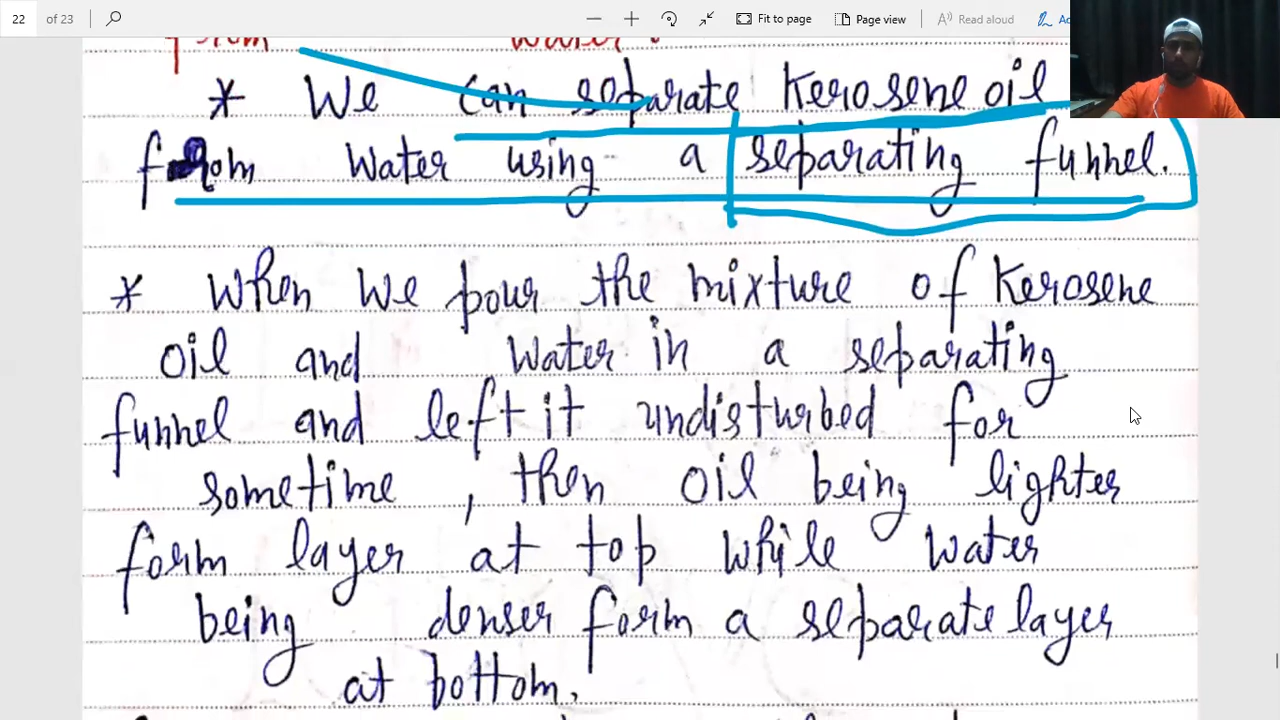 22 of 23 Fit to page Page view Read aloud
from water.
* We can separate kerosene oil
from Water using a separating funnel.
* When We pour the mixture of Kerosene
oil and Water in a separating
funnel and left it undisturbed for
sometime, then oil being lighter
form layer at top while Water
being denser form a separate layer
at bottom.